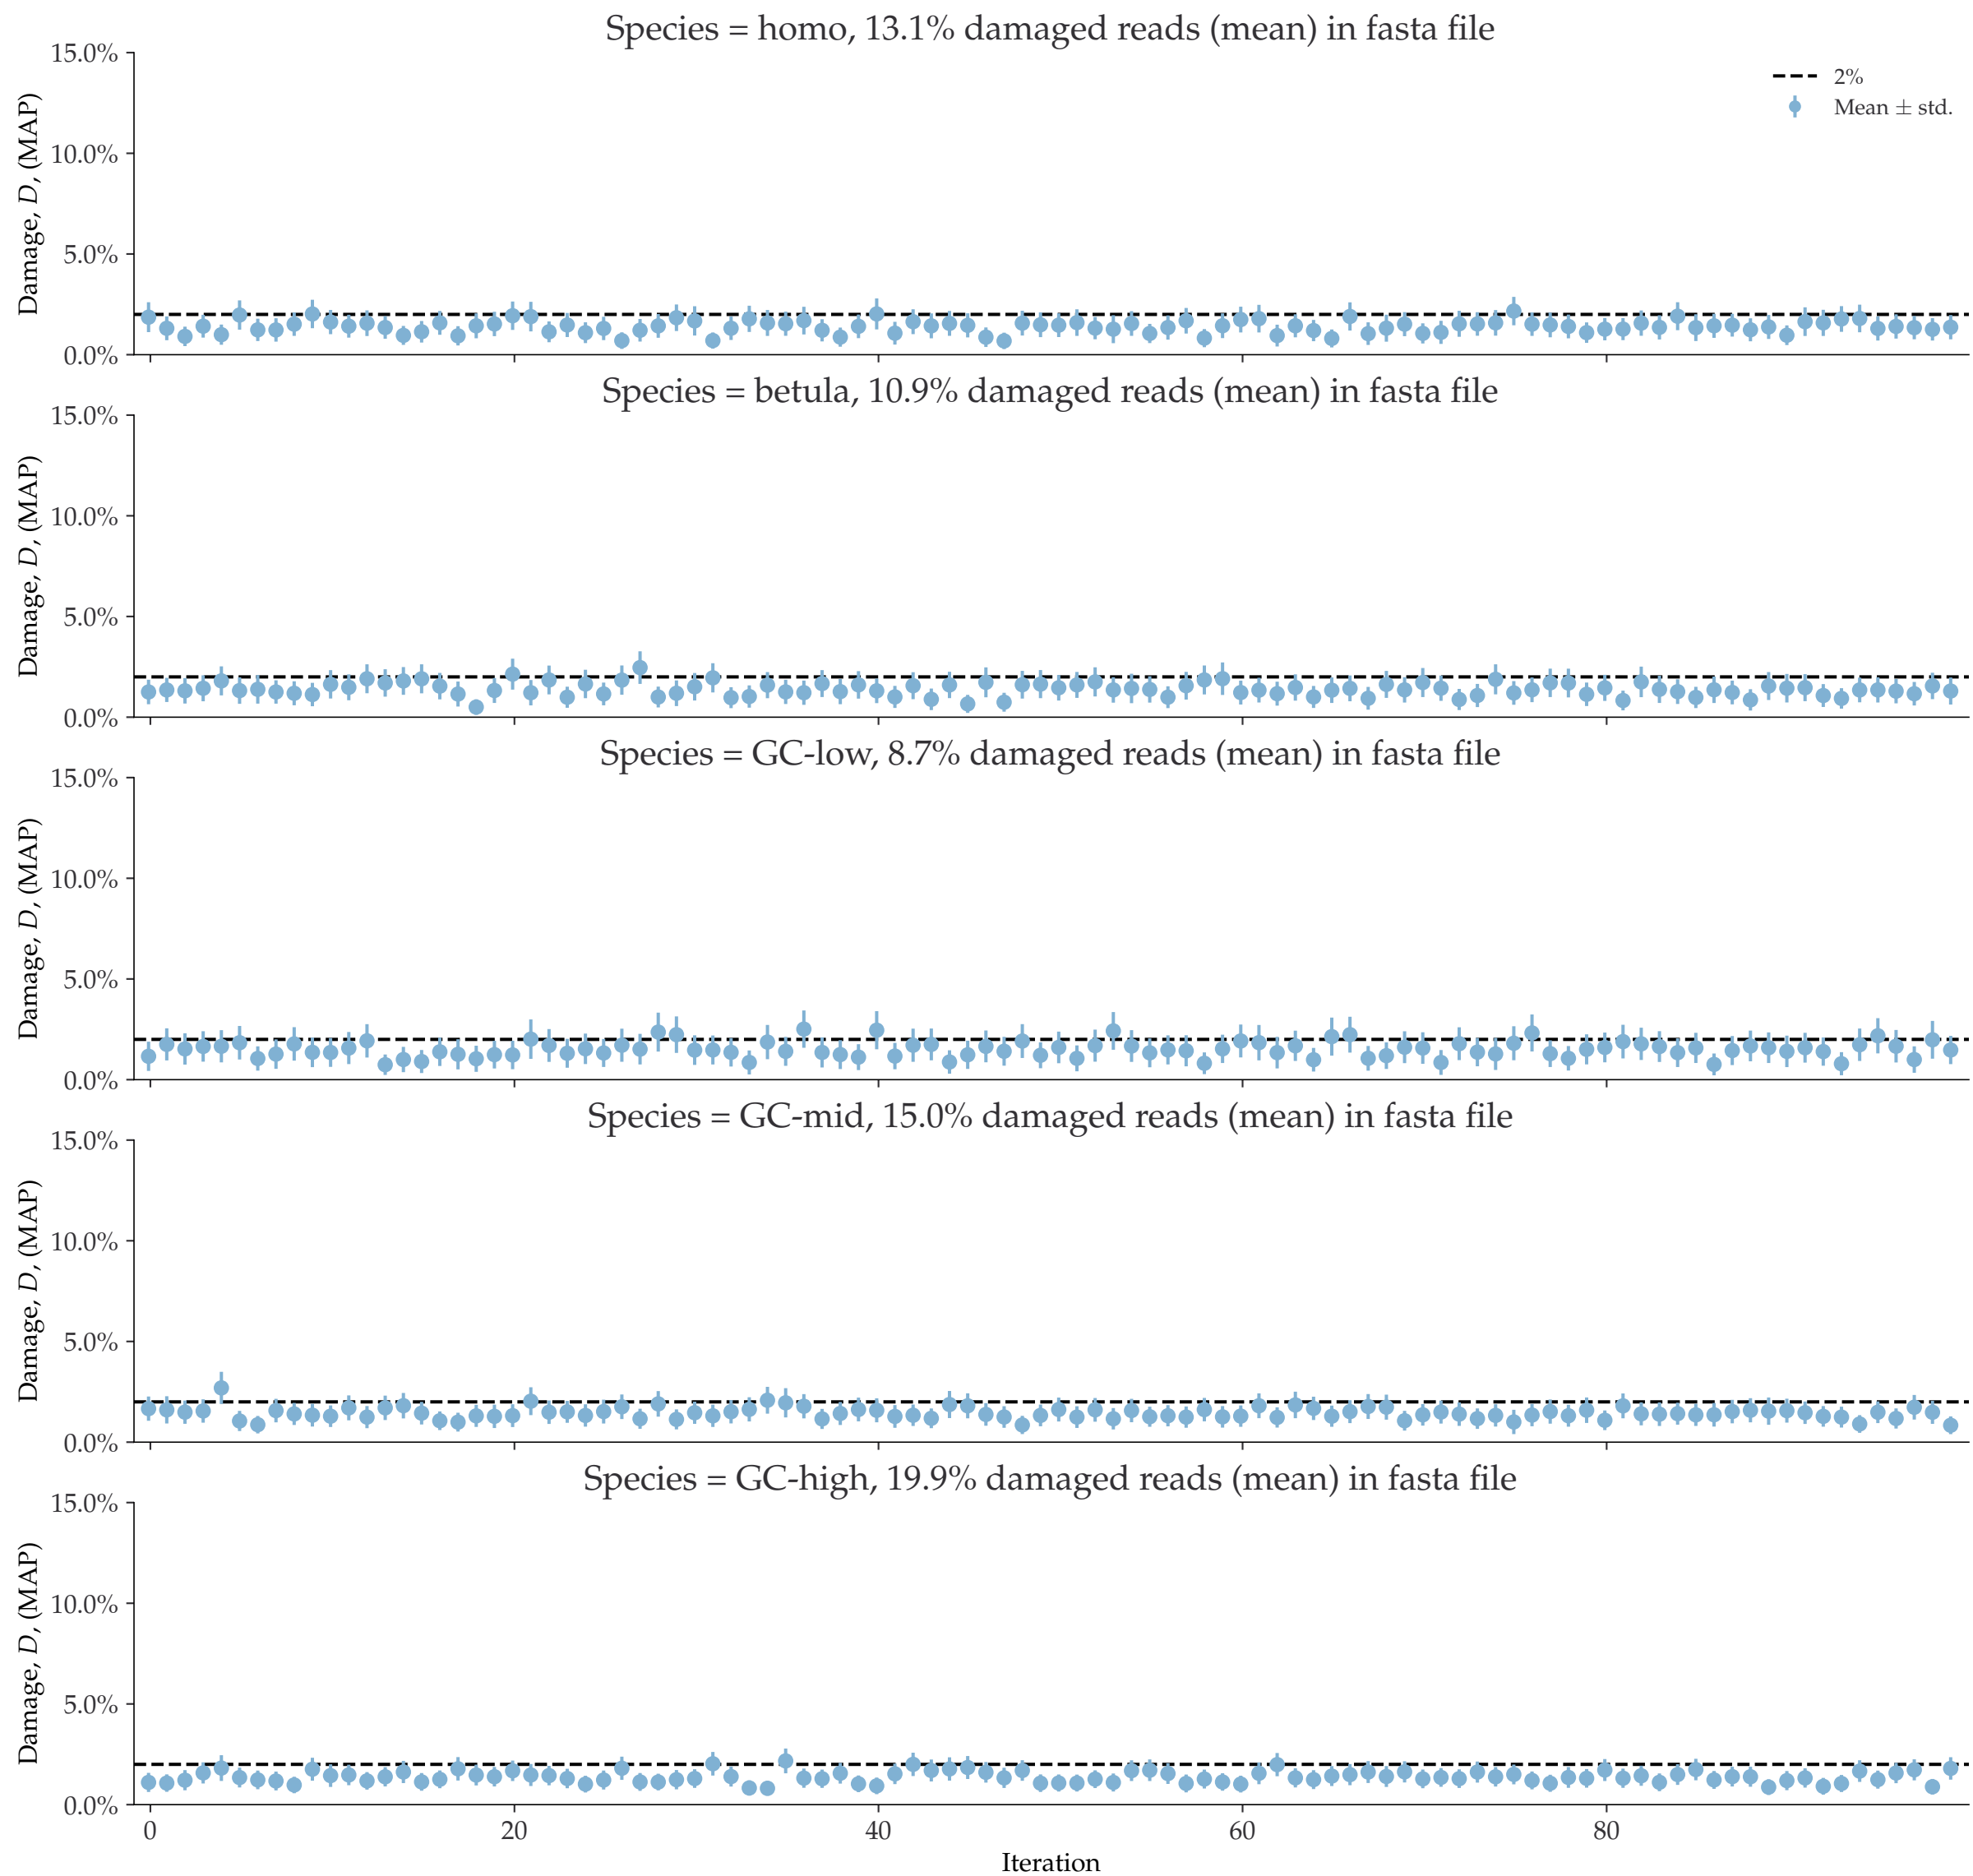 Species = homo, 13.1% damaged reads (mean) in fasta file
15.0%
10.0%
5.0%
0.0%
Damage, D, (MAP)
2%
Mean ± std.
Species = betula, 10.9% damaged reads (mean) in fasta file
15.0%
10.0%
5.0%
0.0%
Damage, D, (MAP)
Species = GC-low, 8.7% damaged reads (mean) in fasta file
15.0%
10.0%
5.0%
0.0%
Damage, D, (MAP)
Species = GC-mid, 15.0% damaged reads (mean) in fasta file
15.0%
10.0%
5.0%
0.0%
Damage, D, (MAP)
Species = GC-high, 19.9% damaged reads (mean) in fasta file
15.0%
10.0%
5.0%
0.0%
Damage, D, (MAP)
0 20 40 60 80
Iteration